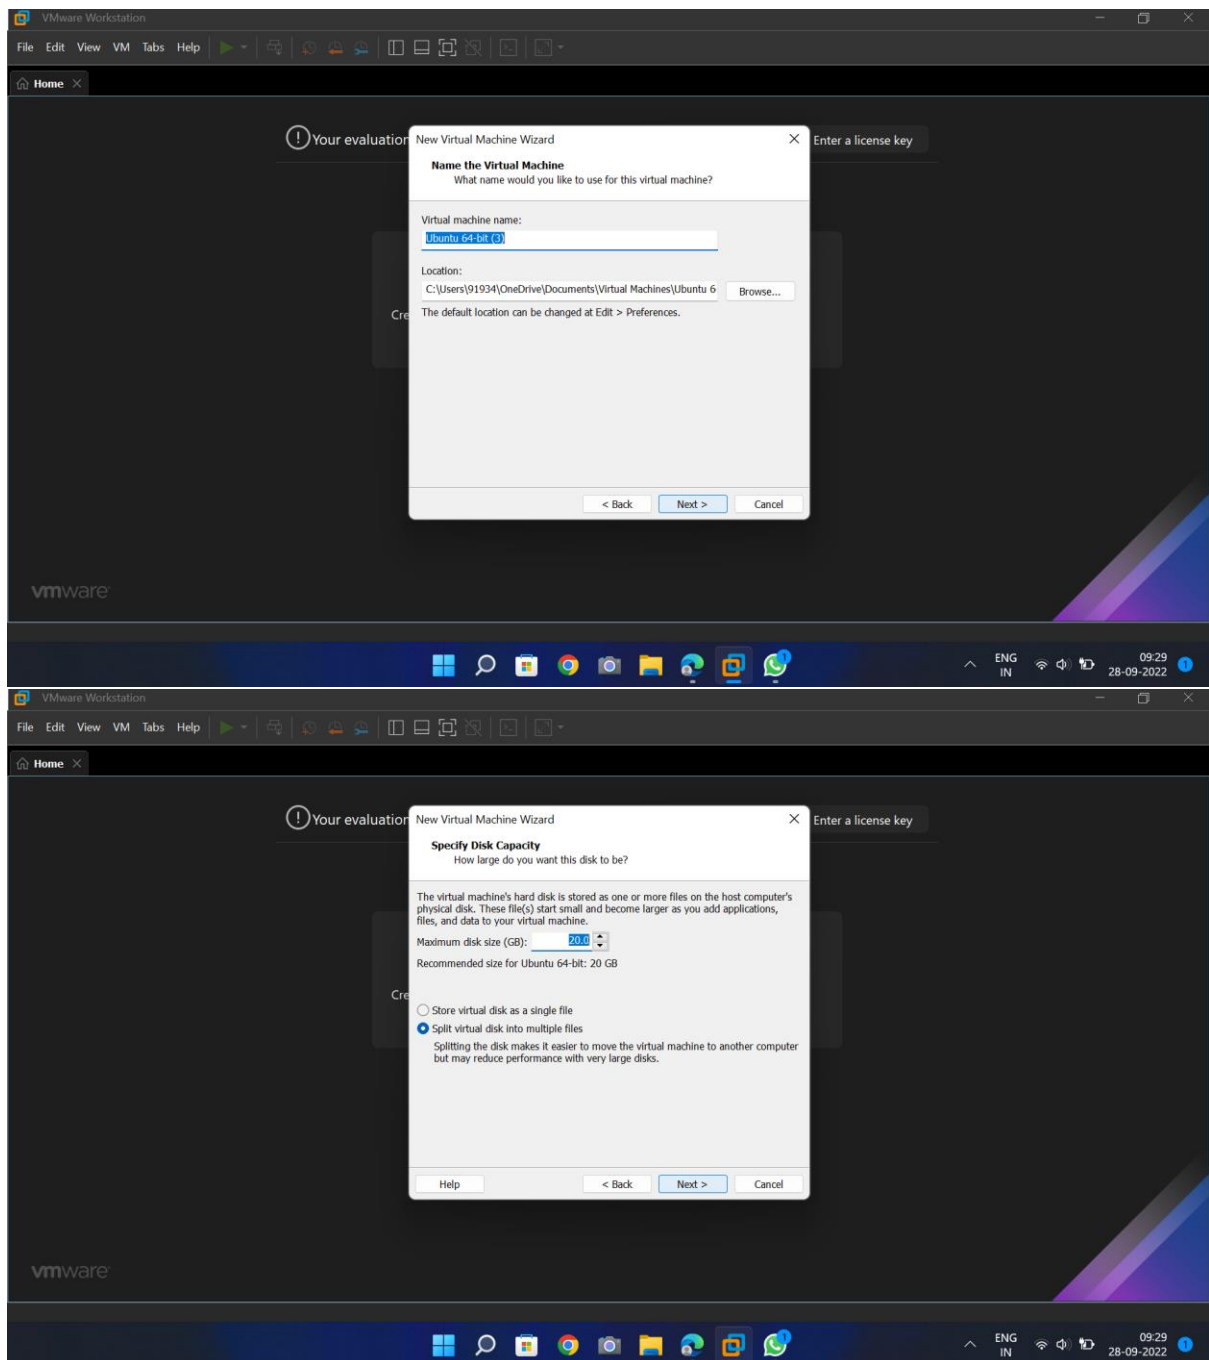 VMware Workstation
File Edit View VM Tabs Help
Home
Your evaluation
Enter a license key
New Virtual Machine Wizard
Name the Virtual Machine
What name would you like to use for this virtual machine?
Virtual machine name:
Ubuntu 64-bit (3)
Location:
C:\Users\91934\OneDrive\Documents\Virtual Machines\Ubuntu 6
Browse...
Cre
The default location can be changed at Edit > Preferences.
< Back Next > Cancel
vmware
ENG
IN
09:29
28-09-2022
1
VMware Workstation
File Edit View VM Tabs Help
Home
Your evaluation
Enter a license key
New Virtual Machine Wizard
Specify Disk Capacity
How large do you want this disk to be?
The virtual machine's hard disk is stored as one or more files on the host computer's
physical disk. These file(s) start small and become larger as you add applications,
files, and data to your virtual machine.
Maximum disk size (GB): 20.0
Recommended size for Ubuntu 64-bit: 20 GB
Cre
Store virtual disk as a single file
Split virtual disk into multiple files
Splitting the disk makes it easier to move the virtual machine to another computer
but may reduce performance with very large disks.
Help < Back Next > Cancel
vmware
ENG
IN
09:29
28-09-2022
1